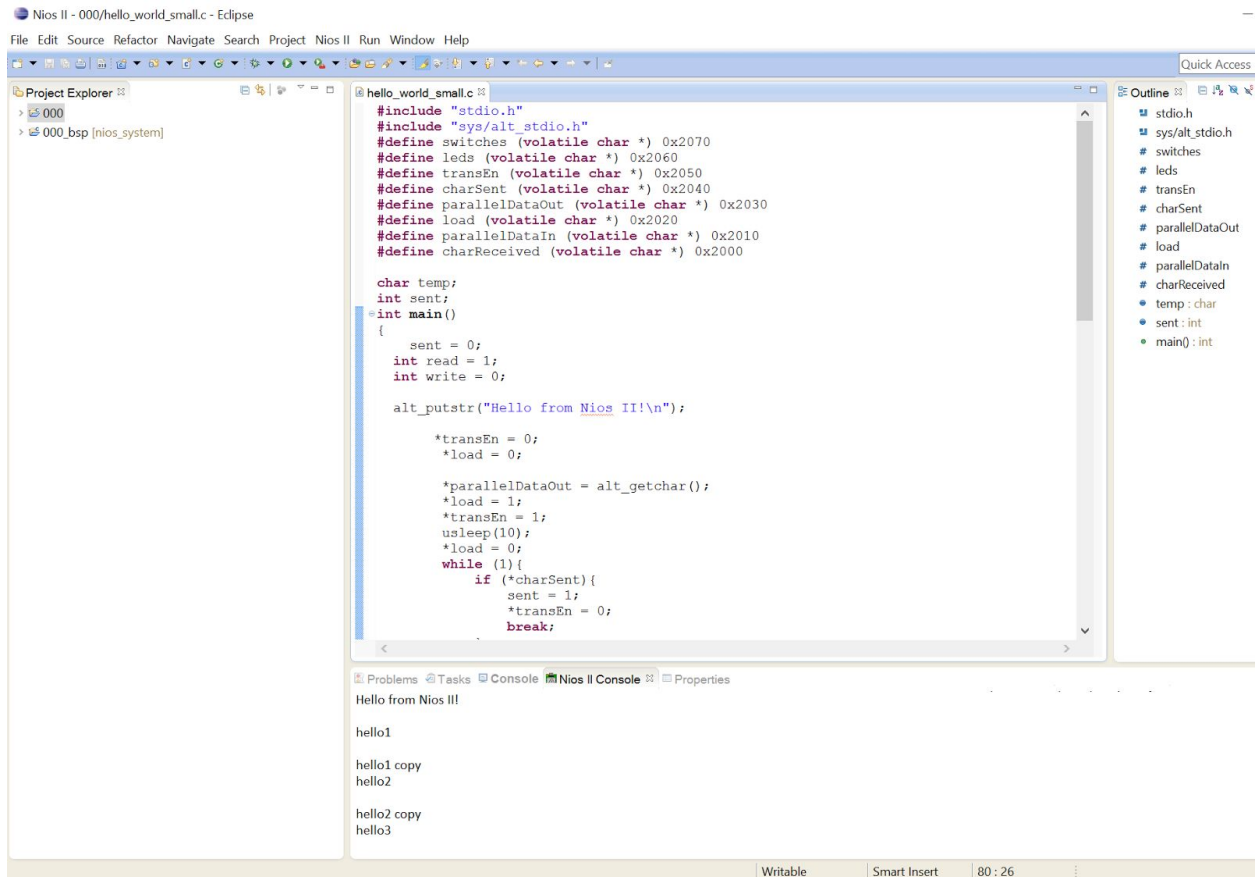 Nios II - 000/hello_world_small.c - Eclipse
File Edit Source Refactor Navigate Search Project Nios II Run Window Help
Quick Access
Project Explorer
000
000_bsp [nios_system]
hello_world_small.c
#include "stdio.h"
#include "sys/alt_stdio.h"
#define switches (volatile char *) 0x2070
#define leds (volatile char *) 0x2060
#define transEn (volatile char *) 0x2050
#define charSent (volatile char *) 0x2040
#define parallelDataOut (volatile char *) 0x2030
#define load (volatile char *) 0x2020
#define parallelDataIn (volatile char *) 0x2010
#define charReceived (volatile char *) 0x2000
char temp;
int sent;
int main()
{
sent = 0;
int read = 1;
int write = 0;
alt_putstr("Hello from Nios II!\n");
*transEn = 0;
*load = 0;
*parallelDataOut = alt_getchar();
*load = 1;
*transEn = 1;
usleep(10);
*load = 0;
while (1){
if (*charSent){
sent = 1;
*transEn = 0;
break;
Outline
stdio.h
sys/alt_stdio.h
# switches
# leds
# transEn
# charSent
# parallelDataOut
# load
# parallelDataIn
# charReceived
temp : char
sent : int
main() : int
Problems Tasks Console Nios II Console Properties
Hello from Nios II!
hello1
hello1 copy
hello2
hello2 copy
hello3
Writable Smart Insert 80 : 26